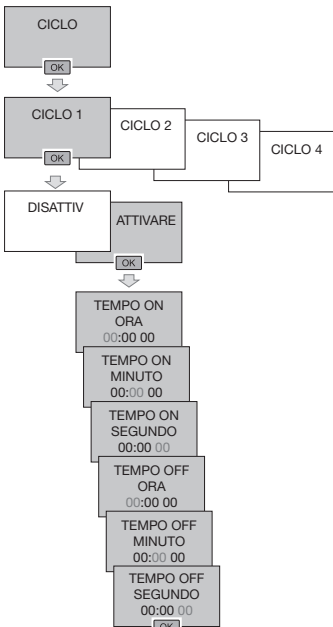 CICLO
OK
CICLO 1
CICLO 2
CICLO 3
CICLO 4
OK
DISATTIV
ATTIVARE
OK
TEMPO ON
ORA
00:00 00
TEMPO ON
MINUTO
00:00 00
TEMPO ON
SEGUNDO
00:00 00
TEMPO OFF
ORA
00:00 00
TEMPO OFF
MINUTO
00:00 00
TEMPO OFF
SEGUNDO
00:00 00
OK